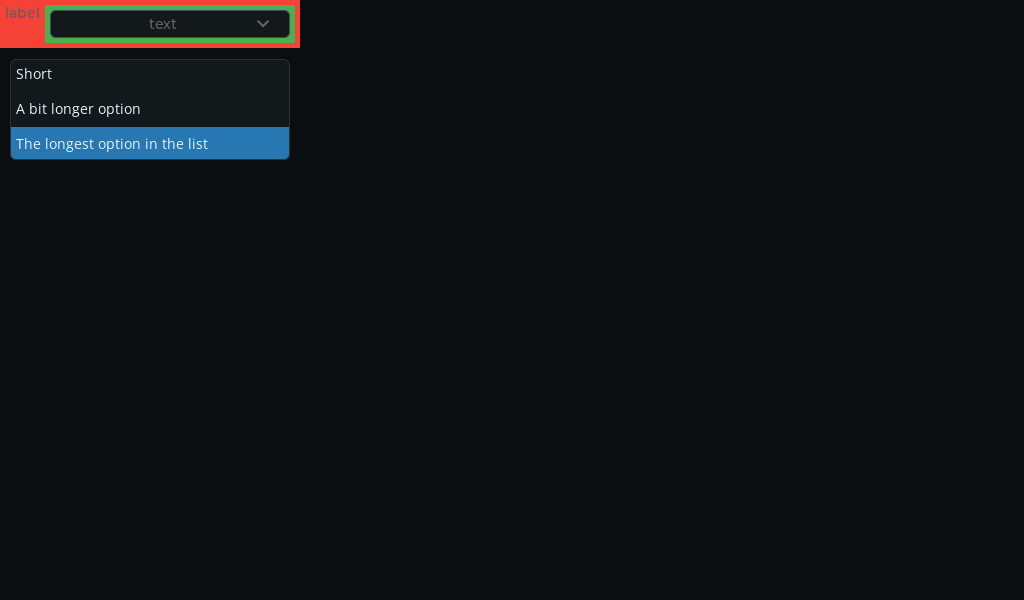 label text
Short
A bit longer option
The longest option in the list